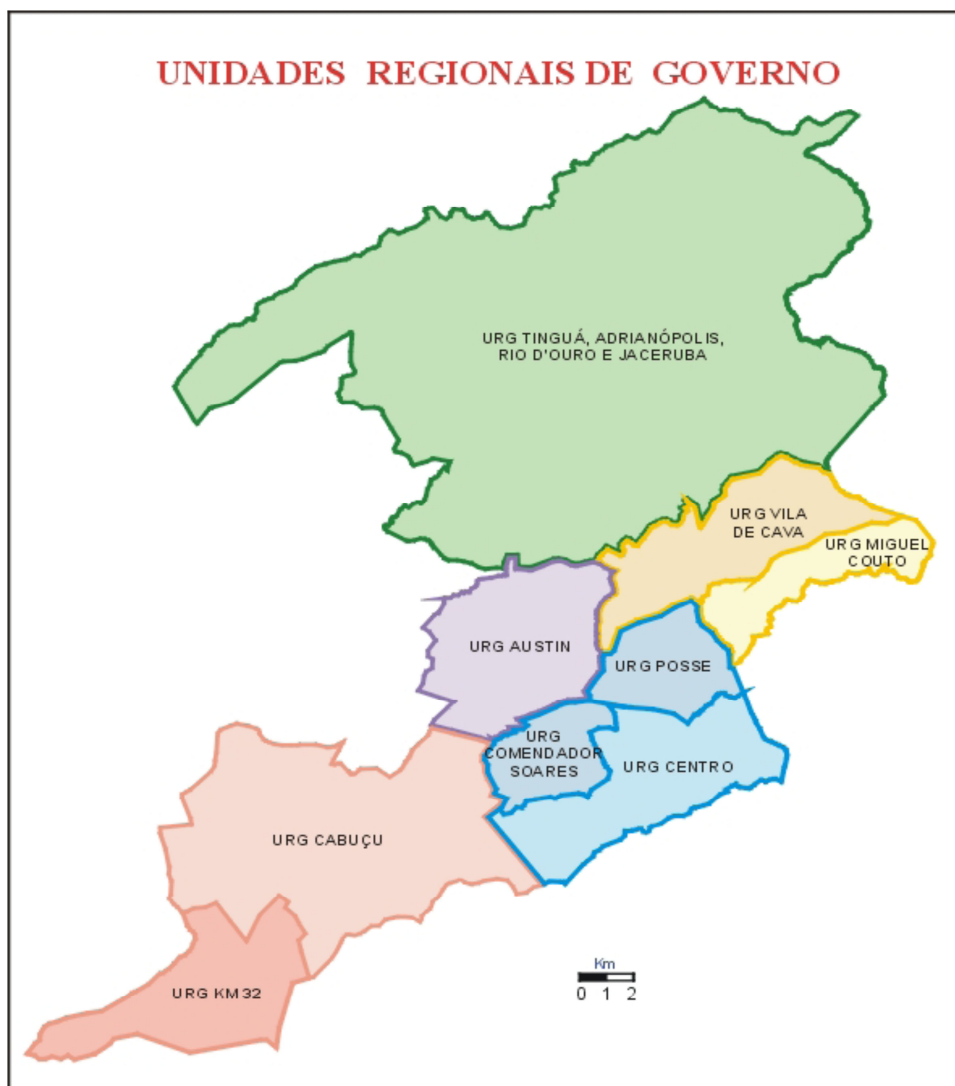 UNIDADES REGIONAIS DE GOVERNO
URG TINGUÁ, ADRIANÓPOLIS,
RIO D'OURO E JACERUBA
URG VILA
DE CAVA
URG MIGUEL
COUTO
URG AUSTIN
URG POSSE
URG
COMENDADOR
SOARES
URG CENTRO
URG CABUÇU
URG KM 32
Km
0 1 2